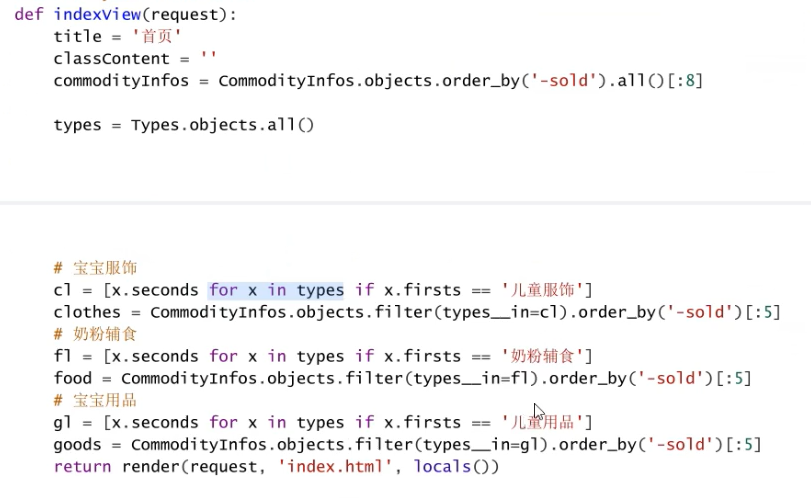 def indexView(request):
    title = '首页'
    classContent = ''
    commodityInfos = CommodityInfos.objects.order_by('-sold').all()[:8]
    types = Types.objects.all()
    # 宝宝服饰
    cl = [x.seconds for x in types if x.firsts == '儿童服饰']
    clothes = CommodityInfos.objects.filter(types__in=cl).order_by('-sold')[:5]
    # 奶粉辅食
    fl = [x.seconds for x in types if x.firsts == '奶粉辅食']
    food = CommodityInfos.objects.filter(types__in=fl).order_by('-sold')[:5]
    # 宝宝用品
    gl = [x.seconds for x in types if x.firsts == '儿童用品']
    goods = CommodityInfos.objects.filter(types__in=gl).order_by('-sold')[:5]
    return render(request, 'index.html', locals())